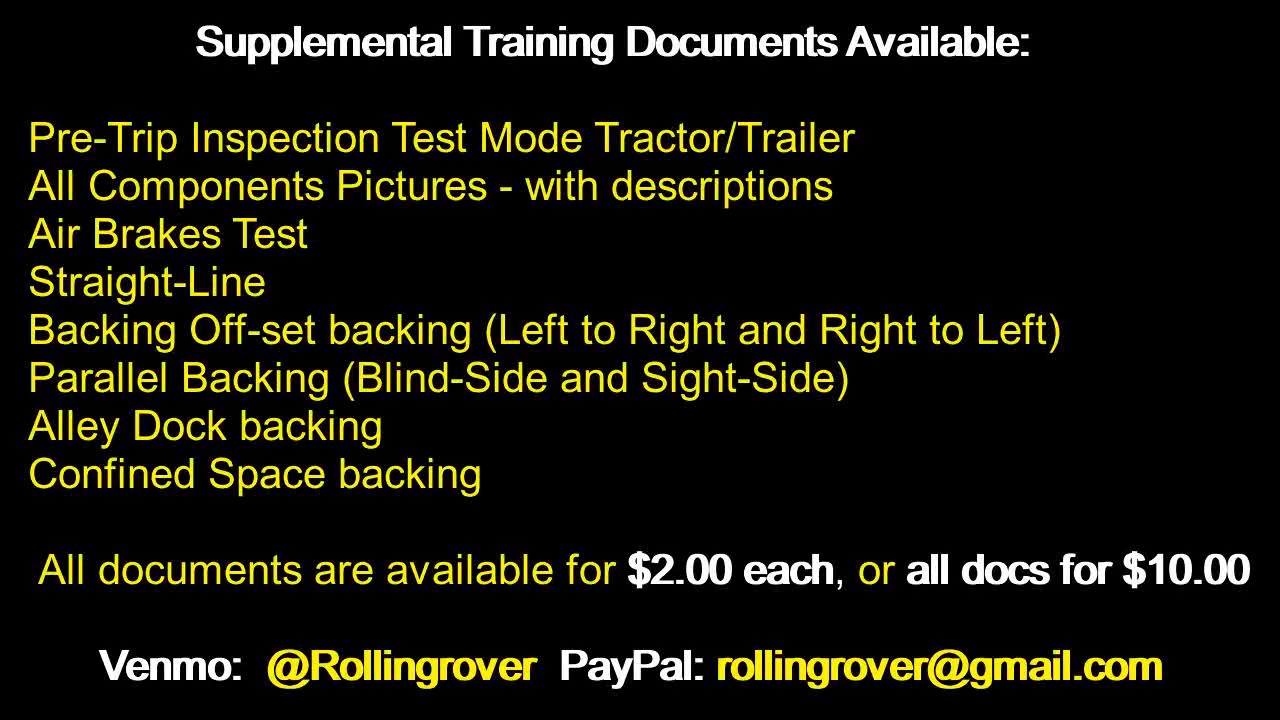 Supplemental Training Documents Available:
Pre-Trip Inspection Test Mode Tractor/Trailer
All Components Pictures - with descriptions
Air Brakes Test
Straight-Line
Backing Off-set backing (Left to Right and Right to Left)
Parallel Backing (Blind-Side and Sight-Side)
Alley Dock backing
Confined Space backing
All documents are available for $2.00 each, or all docs for $10.00
Venmo: @Rollingrover PayPal: rollingrover@gmail.com